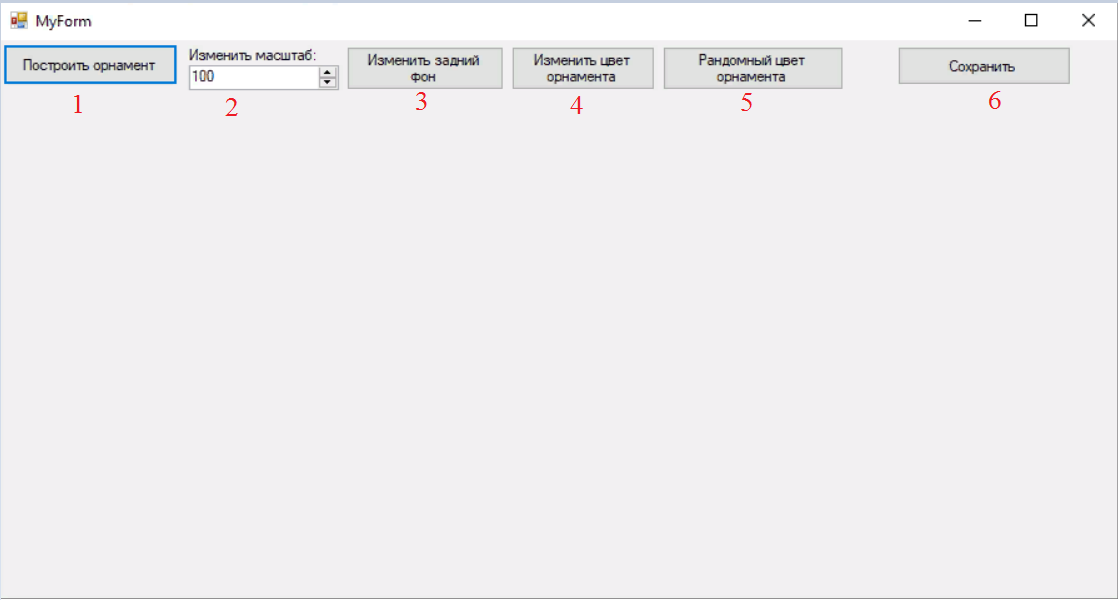 MyForm
Построить орнамент
Изменить масштаб:
100
Изменить задний
фон
Изменить цвет
орнамента
Рандомный цвет
орнамента
Сохранить
1
2
3
4
5
6